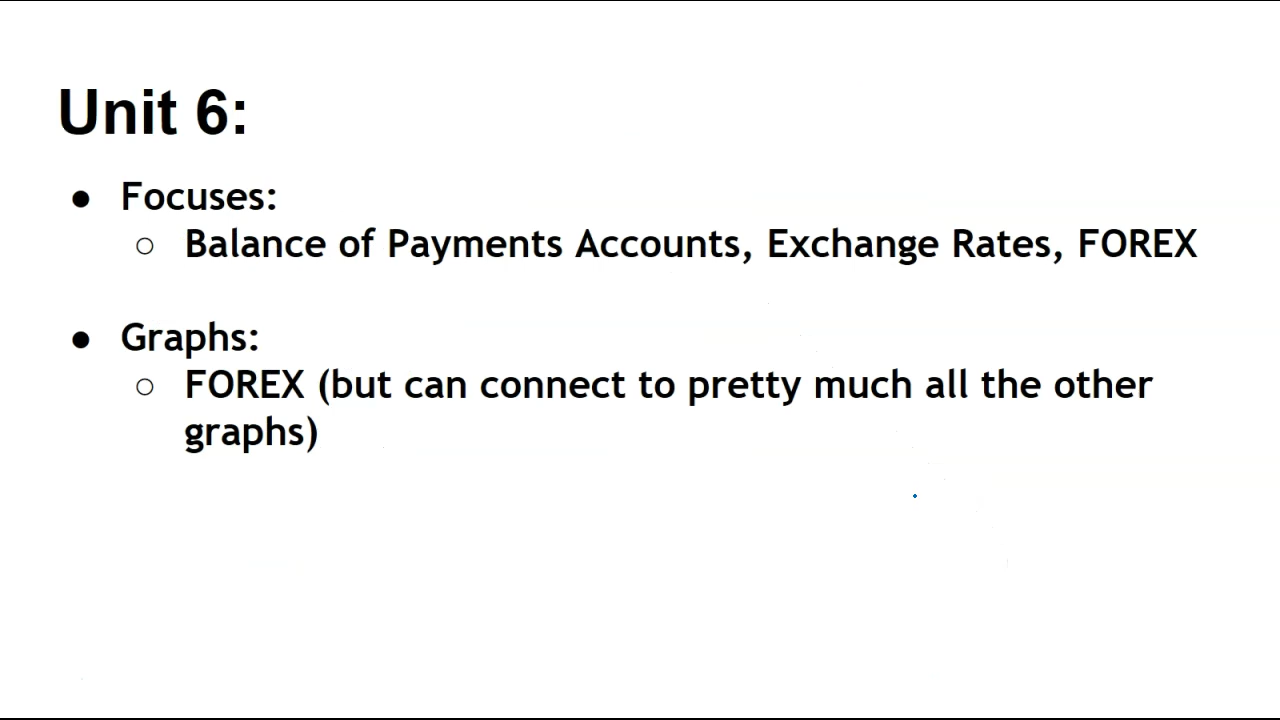 Unit 6:
● Focuses:
○ Balance of Payments Accounts, Exchange Rates, FOREX
● Graphs:
○ FOREX (but can connect to pretty much all the other
graphs)